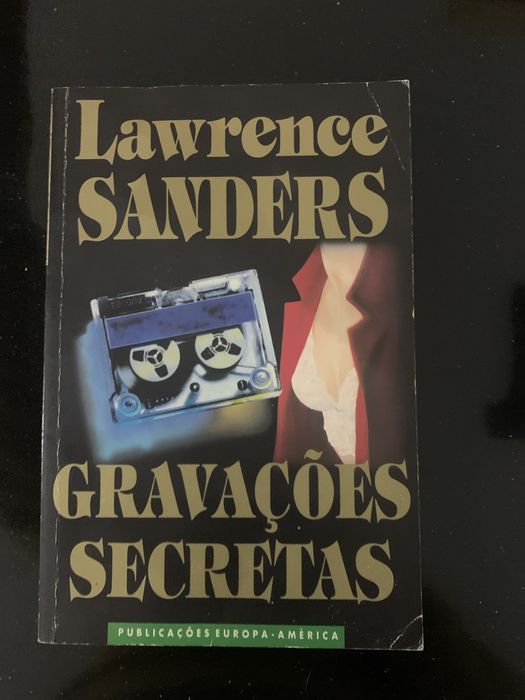 Lawrence
SANDERS
GRAVAÇÕES
SECRETAS
PUBLICAÇÕES EUROPA-AMÉRICA